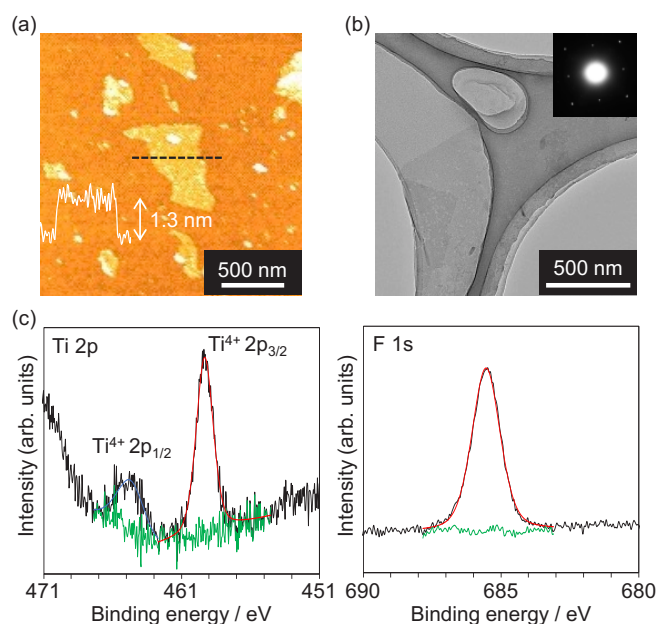 (a)
1.3 nm
500 nm
(b)
500 nm
(c)
Ti 2p
Ti⁴⁺ 2p₃/₂
Ti⁴⁺ 2p₁/₂
Intensity (arb. units)
471 461 451
Binding energy / eV
F 1s
Intensity (arb. units)
690 685 680
Binding energy / eV